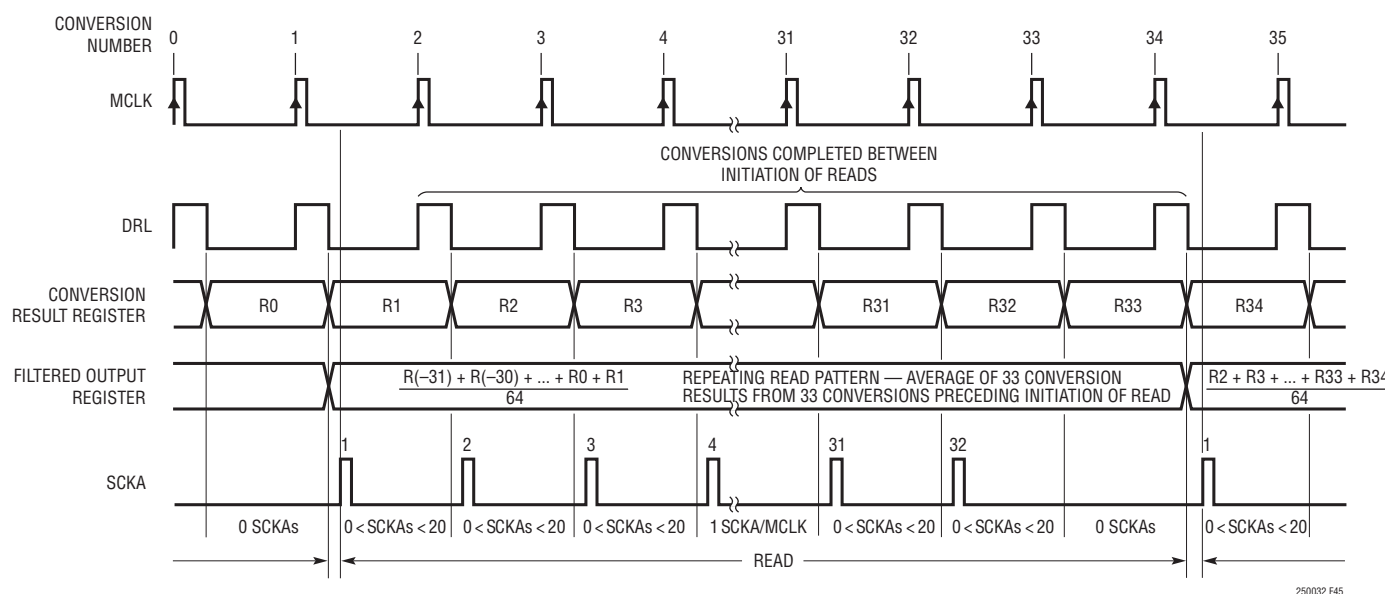 CONVERSION
NUMBER
0 1 2 3 4 31 32 33 34 35
MCLK
CONVERSIONS COMPLETED BETWEEN
INITIATION OF READS
DRL
CONVERSION
RESULT REGISTER
R0 R1 R2 R3 R31 R32 R33 R34
FILTERED OUTPUT
REGISTER
R(–31) + R(–30) + ... + R0 + R1
64
REPEATING READ PATTERN — AVERAGE OF 33 CONVERSION
RESULTS FROM 33 CONVERSIONS PRECEDING INITIATION OF READ
R2 + R3 + ... + R33 + R34
64
SCKA
1 2 3 4 31 32 1
0 SCKAs 0 < SCKAs < 20 0 < SCKAs < 20 0 < SCKAs < 20 1 SCKA/MCLK 0 < SCKAs < 20 0 < SCKAs < 20 0 SCKAs 0 < SCKAs < 20
READ
250032 F45